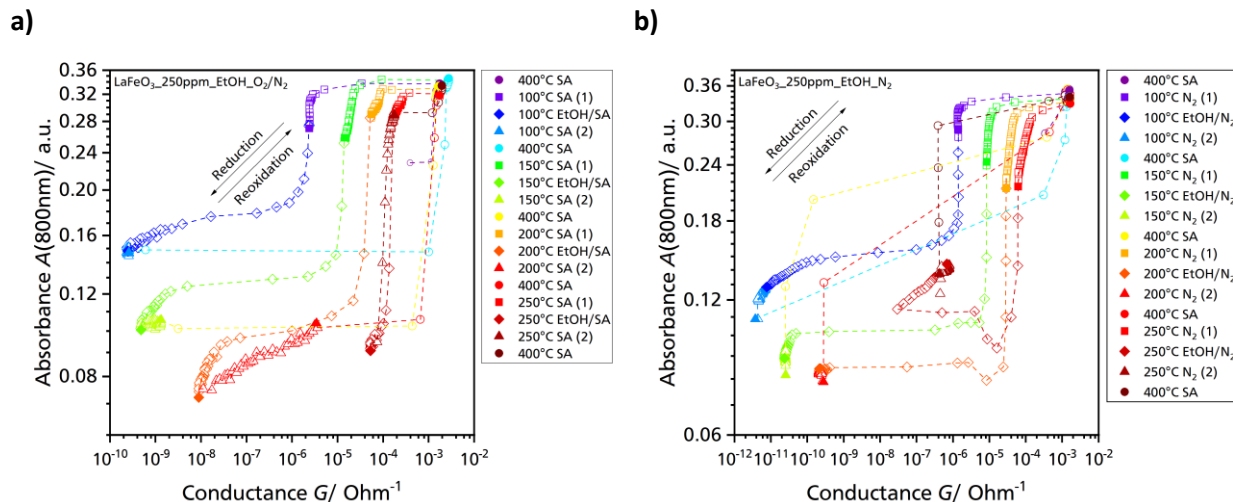 a)
LaFeO₃_250ppm_EtOH_O₂/N₂
Reduction
Reoxidation
Absorbance A(800nm)/ a.u.
0.36
0.32
0.28
0.24
0.20
0.16
0.12
0.08
10⁻¹⁰ 10⁻⁹ 10⁻⁸ 10⁻⁷ 10⁻⁶ 10⁻⁵ 10⁻⁴ 10⁻³ 10⁻²
Conductance G/ Ohm⁻¹
400°C SA
100°C SA (1)
100°C EtOH/SA
100°C SA (2)
400°C SA
150°C SA (1)
150°C EtOH/SA
150°C SA (2)
400°C SA
200°C SA (1)
200°C EtOH/SA
200°C SA (2)
400°C SA
250°C SA (1)
250°C EtOH/SA
250°C SA (2)
400°C SA
b)
LaFeO₃_250ppm_EtOH_N₂
Reduction
Reoxidation
Absorbance A(800nm)/ a.u.
0.36
0.30
0.24
0.18
0.12
0.06
10⁻¹² 10⁻¹¹ 10⁻¹⁰ 10⁻⁹ 10⁻⁸ 10⁻⁷ 10⁻⁶ 10⁻⁵ 10⁻⁴ 10⁻³ 10⁻²
Conductance G/ Ohm⁻¹
400°C SA
100°C N₂ (1)
100°C EtOH/N₂
100°C N₂ (2)
400°C SA
150°C N₂ (1)
150°C EtOH/N₂
150°C N₂ (2)
400°C SA
200°C N₂ (1)
200°C EtOH/N₂
200°C N₂ (2)
400°C SA
250°C N₂ (1)
250°C EtOH/N₂
250°C N₂ (2)
400°C SA